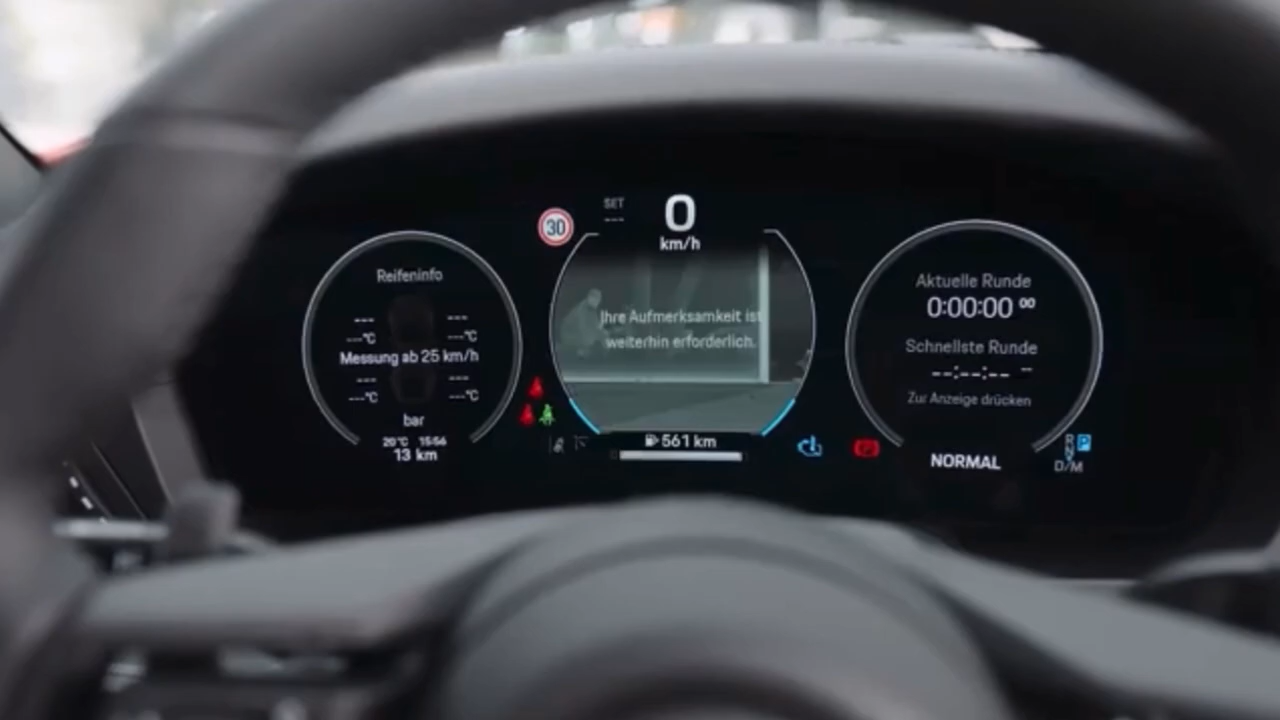 30
SET
---
0
km/h
Reifeninfo
--- ---
---°C ---°C
Messung ab 25 km/h
--- ---
---°C ---°C
bar
20°C 15:54
13 km
Ihre Aufmerksamkeit ist
weiterhin erforderlich.
561 km
Aktuelle Runde
0:00:00 00
Schnellste Runde
--:--:-- --
Zur Anzeige drücken
NORMAL
R P
N
D/M